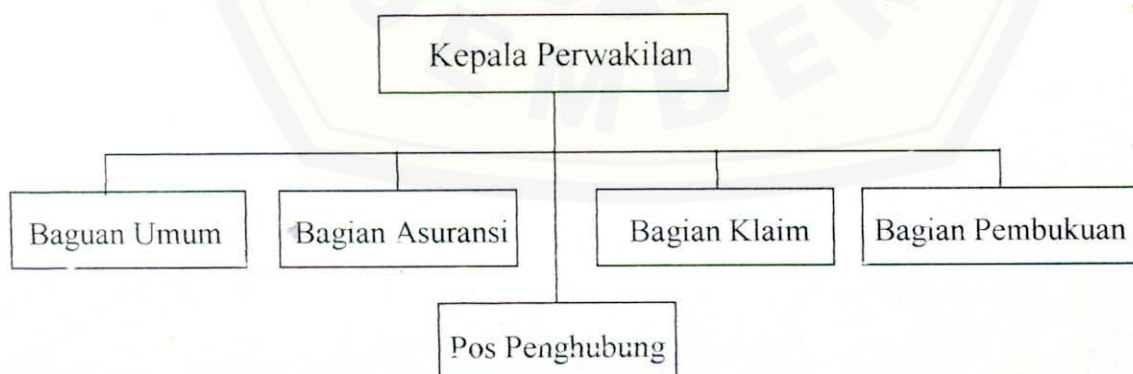 Kepala Perwakilan
Baguan Umum
Bagian Asuransi
Bagian Klaim
Bagian Pembukuan
Pos Penghubung